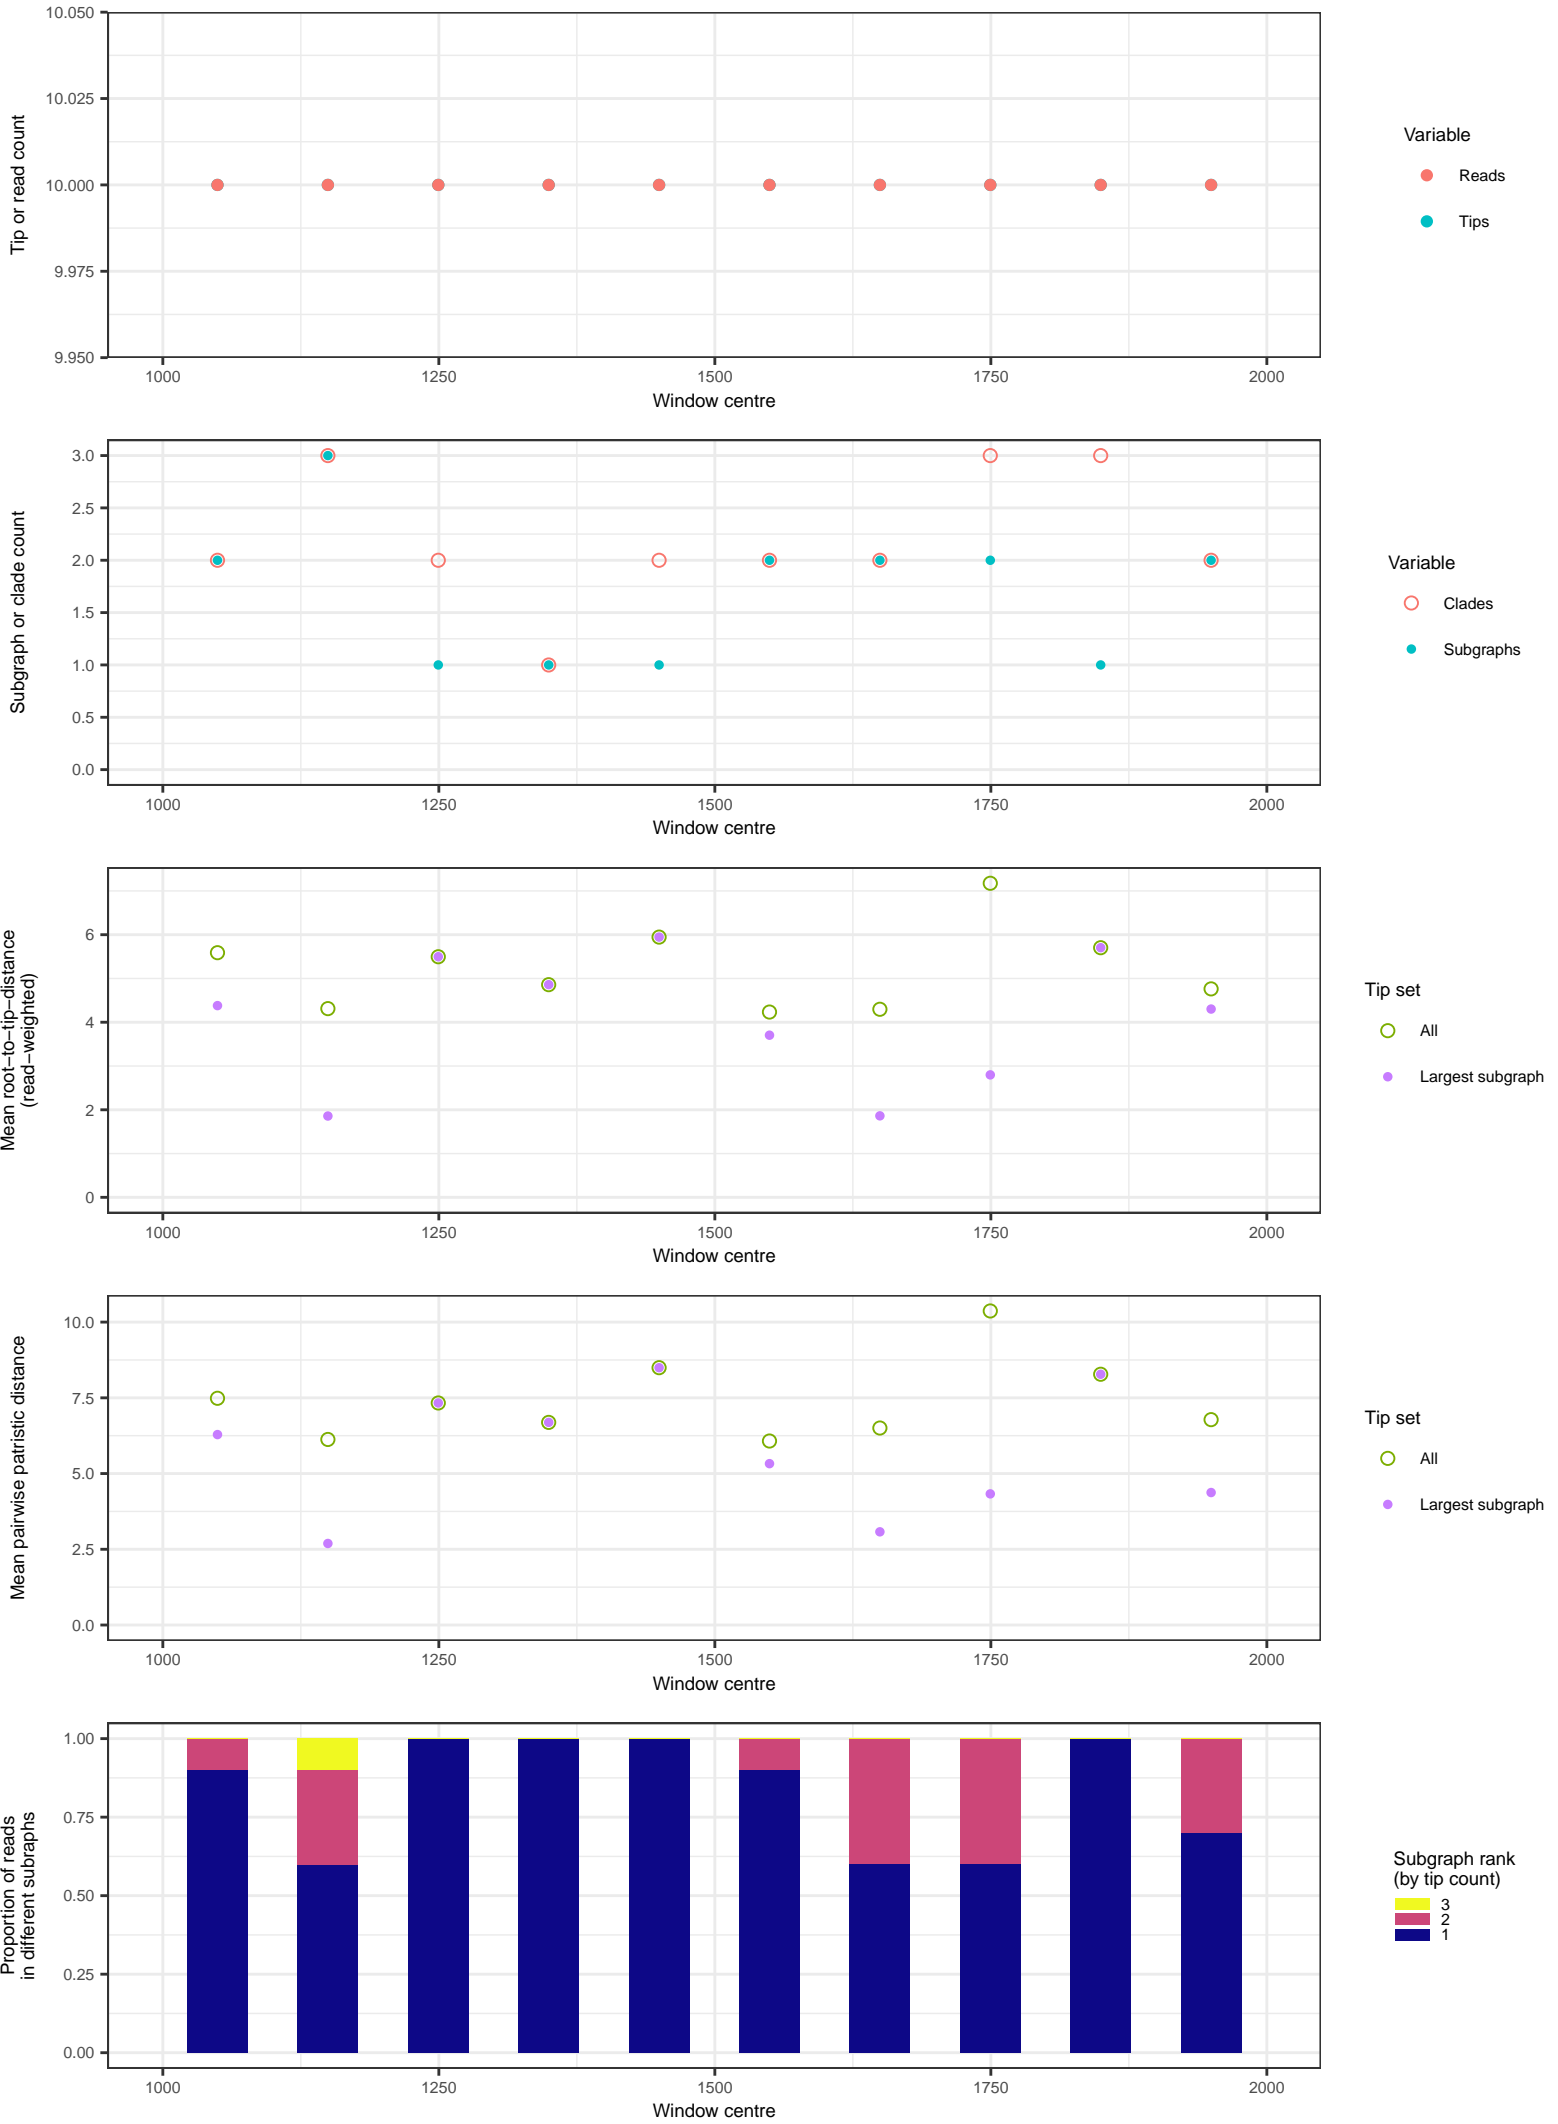 10.050
10.025
10.000
9.975
9.950
Tip or read count
1000 1250 1500 1750 2000
Window centre
Variable
Reads
Tips
3.0
2.5
2.0
1.5
1.0
0.5
0.0
Subgraph or clade count
1000 1250 1500 1750 2000
Window centre
Variable
Clades
Subgraphs
6
4
2
0
Mean root−to−tip−distance
(read−weighted)
1000 1250 1500 1750 2000
Window centre
Tip set
All
Largest subgraph
10.0
7.5
5.0
2.5
0.0
Mean pairwise patristic distance
1000 1250 1500 1750 2000
Window centre
Tip set
All
Largest subgraph
1.00
0.75
0.50
0.25
0.00
Proportion of reads
in different subraphs
1000 1250 1500 1750 2000
Window centre
Subgraph rank
(by tip count)
3
2
1